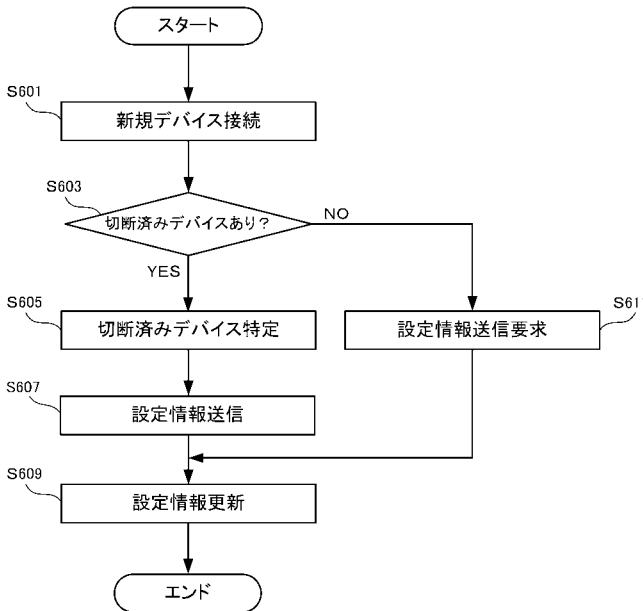 スタート
S601
新規デバイス接続
S603
切断済みデバイスあり?
NO
YES
S605
切断済みデバイス特定
設定情報送信要求
S61
S607
設定情報送信
S609
設定情報更新
エンド